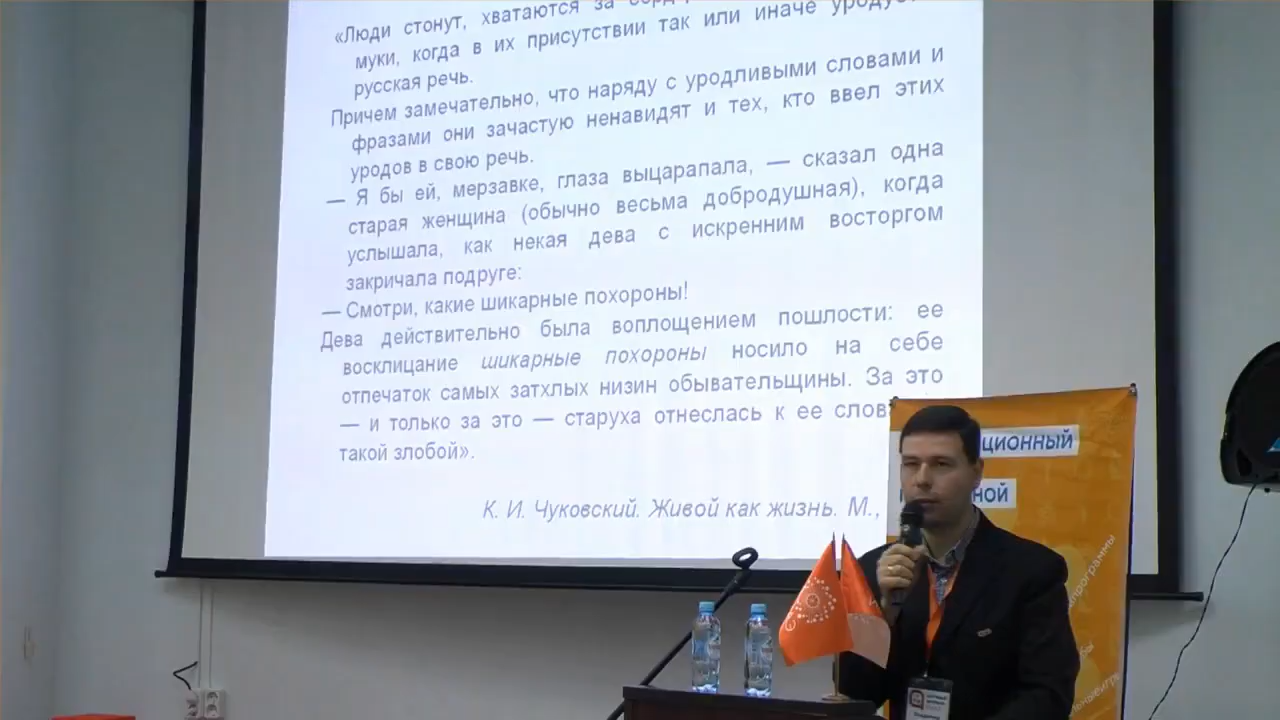 «Люди стонут, хватаются за
муки, когда в их присутствии так или иначе
русская речь.
Причем замечательно, что наряду с уродливыми словами и
фразами они зачастую ненавидят и тех, кто ввел этих
уродов в свою речь.
— Я бы ей, мерзавке, глаза выцарапала, — сказал одна
старая женщина (обычно весьма добродушная), когда
услышала, как некая дева с искренним восторгом
закричала подруге:
— Смотри, какие шикарные похороны!
Дева действительно была воплощением пошлости: ее
восклицание шикарные похороны носило на себе
отпечаток самых затхлых низин обывательщины. За это
— и только за это — старуха отнеслась к ее
такой злобой».
К. И. Чуковский. Живой как жизнь. М.,
ционный
ной